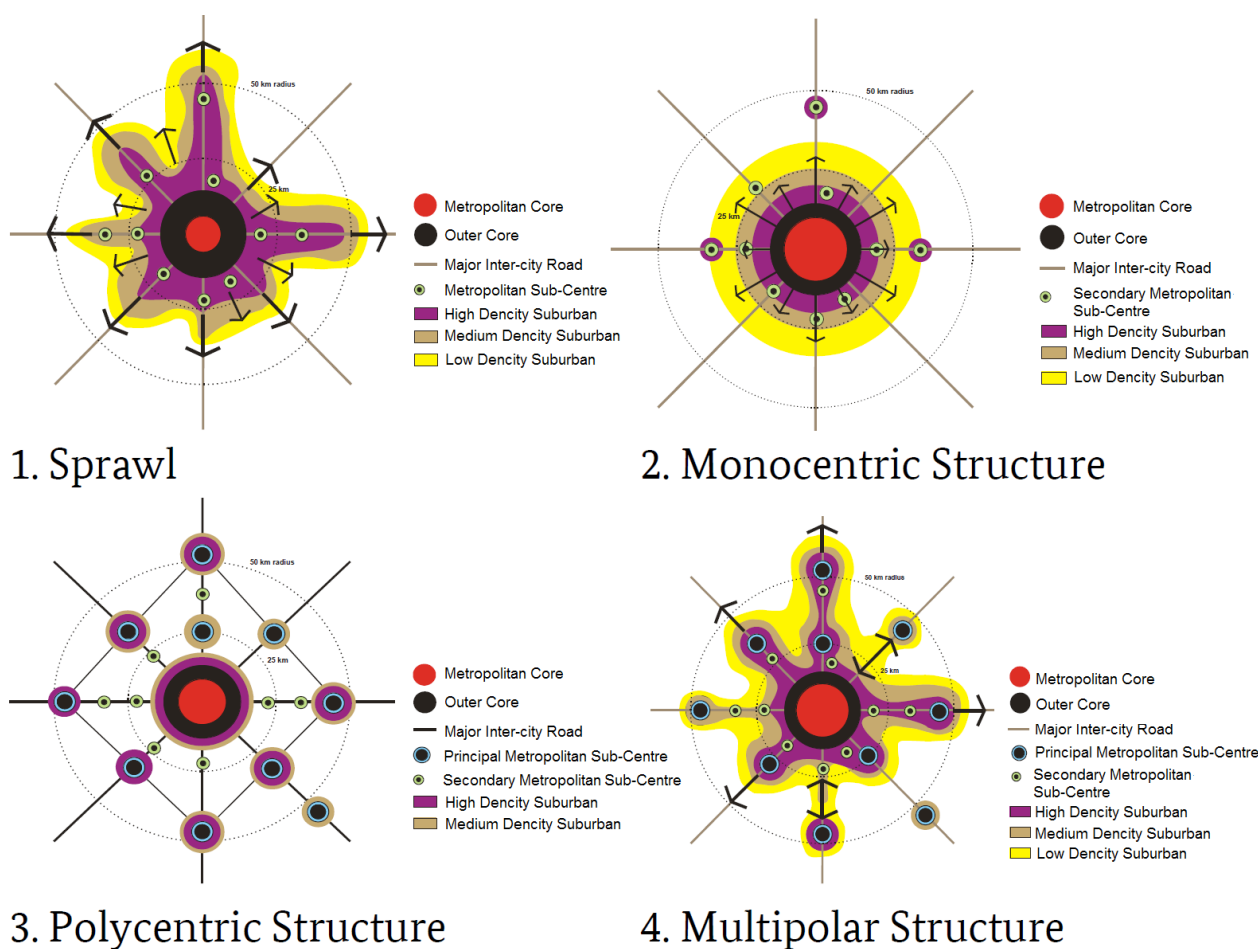 50 km radius
25 km
Metropolitan Core
Outer Core
Major Inter-city Road
Metropolitan Sub-Centre
High Dencity Suburban
Medium Dencity Suburban
Low Dencity Suburban
1. Sprawl
50 km radius
25 km
Metropolitan Core
Outer Core
Major Inter-city Road
Secondary Metropolitan
Sub-Centre
High Dencity Suburban
Medium Dencity Suburban
Low Dencity Suburban
2. Monocentric Structure
50 km radius
25 km
Metropolitan Core
Outer Core
Major Inter-city Road
Principal Metropolitan Sub-Centre
Secondary Metropolitan Sub-Centre
High Dencity Suburban
Medium Dencity Suburban
3. Polycentric Structure
50 km radius
25 km
Metropolitan Core
Outer Core
Major Inter-city Road
Principal Metropolitan Sub-Centre
Secondary Metropolitan
Sub-Centre
High Dencity Suburban
Medium Dencity Suburban
Low Dencity Suburban
4. Multipolar Structure